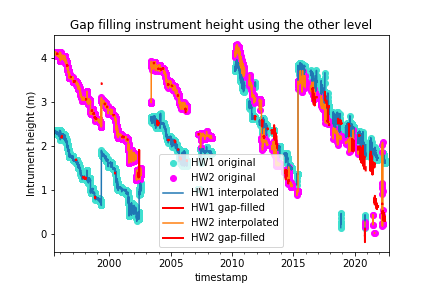 Gap filling instrument height using the other level
Intrument height (m)
4
3
2
1
0
HW1 original
HW2 original
HW1 interpolated
HW1 gap-filled
HW2 interpolated
HW2 gap-filled
2000
2005
2010
2015
2020
timestamp